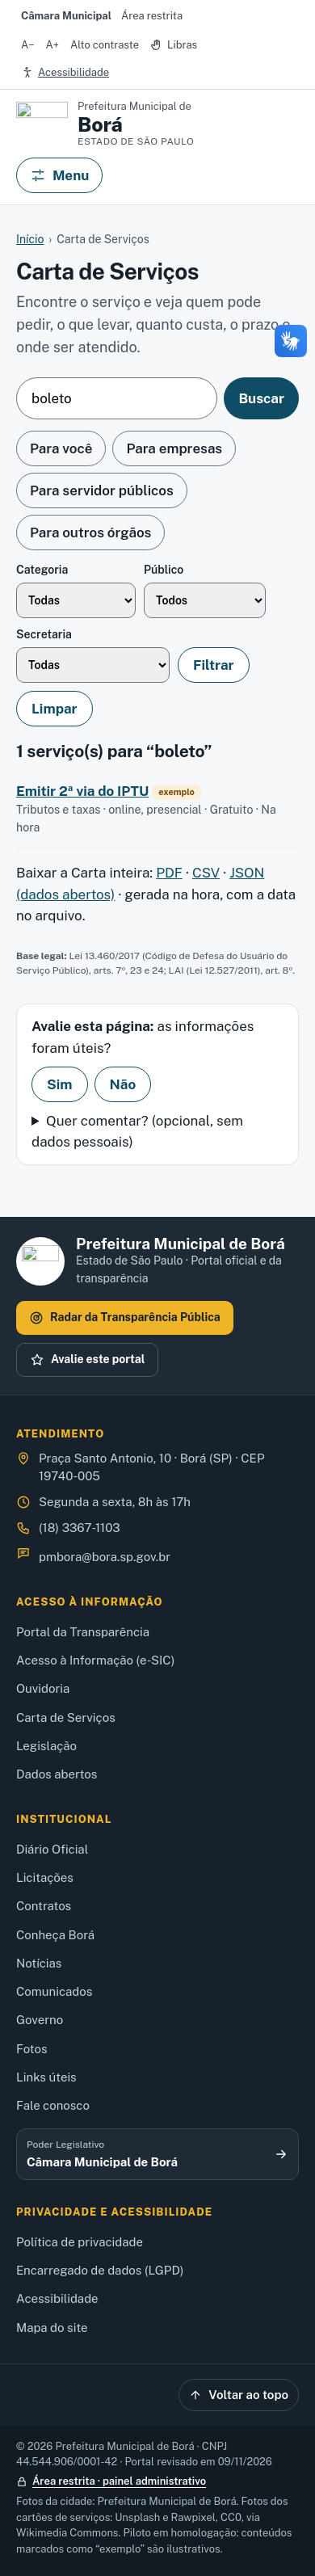 Câmara Municipal Área restrita
A− A+ Alto contraste Libras
Acessibilidade
Prefeitura Municipal de
Borá
ESTADO DE SÃO PAULO
Menu
Início › Carta de Serviços
Carta de Serviços
Encontre o serviço e veja quem pode
pedir, o que levar, quanto custa, o prazo e
onde ser atendido.
boleto Buscar
Para você Para empresas
Para servidor públicos
Para outros órgãos
Categoria Público
Todas Todos
Secretaria
Todas Filtrar
Limpar
1 serviço(s) para “boleto”
Emitir 2ª via do IPTU exemplo
Tributos e taxas · online, presencial · Gratuito · Na
hora
Baixar a Carta inteira: PDF · CSV · JSON
(dados abertos) · gerada na hora, com a data
no arquivo.
Base legal: Lei 13.460/2017 (Código de Defesa do Usuário do
Serviço Público), arts. 7º, 23 e 24; LAI (Lei 12.527/2011), art. 8º.
Avalie esta página: as informações
foram úteis?
Sim Não
Quer comentar? (opcional, sem
dados pessoais)
Prefeitura Municipal de Borá
Estado de São Paulo · Portal oficial e da
transparência
Radar da Transparência Pública
Avalie este portal
ATENDIMENTO
Praça Santo Antonio, 10 · Borá (SP) · CEP
19740-005
Segunda a sexta, 8h às 17h
(18) 3367-1103
pmbora@bora.sp.gov.br
ACESSO À INFORMAÇÃO
Portal da Transparência
Acesso à Informação (e-SIC)
Ouvidoria
Carta de Serviços
Legislação
Dados abertos
INSTITUCIONAL
Diário Oficial
Licitações
Contratos
Conheça Borá
Notícias
Comunicados
Governo
Fotos
Links úteis
Fale conosco
Poder Legislativo
Câmara Municipal de Borá
PRIVACIDADE E ACESSIBILIDADE
Política de privacidade
Encarregado de dados (LGPD)
Acessibilidade
Mapa do site
Voltar ao topo
© 2026 Prefeitura Municipal de Borá · CNPJ
44.544.906/0001-42 · Portal revisado em 09/11/2026
Área restrita · painel administrativo
Fotos da cidade: Prefeitura Municipal de Borá. Fotos dos
cartões de serviços: Unsplash e Rawpixel, CC0, via
Wikimedia Commons. Piloto em homologação: conteúdos
marcados como “exemplo” são ilustrativos.